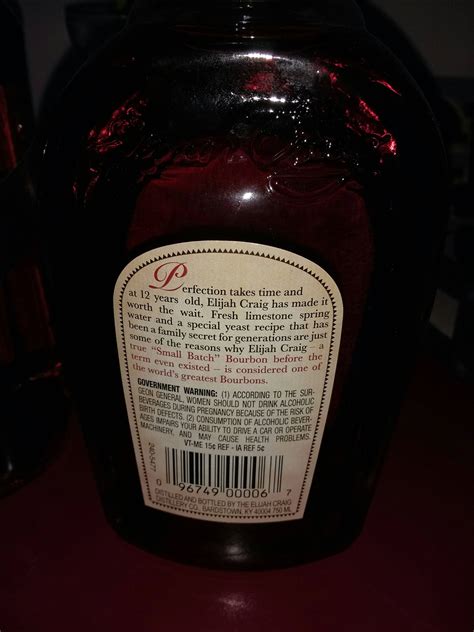 Perfection takes time and
at 12 years old, Elijah Craig has made it
worth the wait. Fresh limestone spring
water and a special yeast recipe that has
been a family secret for generations are just
some of the reasons why Elijah Craig – a
true "Small Batch" Bourbon before the
term even existed – is considered one of
the world's greatest Bourbons.
GOVERNMENT WARNING: (1) ACCORDING TO THE SUR-
GEON GENERAL, WOMEN SHOULD NOT DRINK ALCOHOLIC
BEVERAGES DURING PREGNANCY BECAUSE OF THE RISK OF
BIRTH DEFECTS. (2) CONSUMPTION OF ALCOHOLIC BEVER-
AGES IMPAIRS YOUR ABILITY TO DRIVE A CAR OR OPERATE
MACHINERY, AND MAY CAUSE HEALTH PROBLEMS.
VT-ME 15¢ REF - IA REF 5¢
0 96749 00006 7
DISTILLED AND BOTTLED BY THE ELIJAH CRAIG
DISTILLERY CO., BARDSTOWN, KY 40004 750 ML